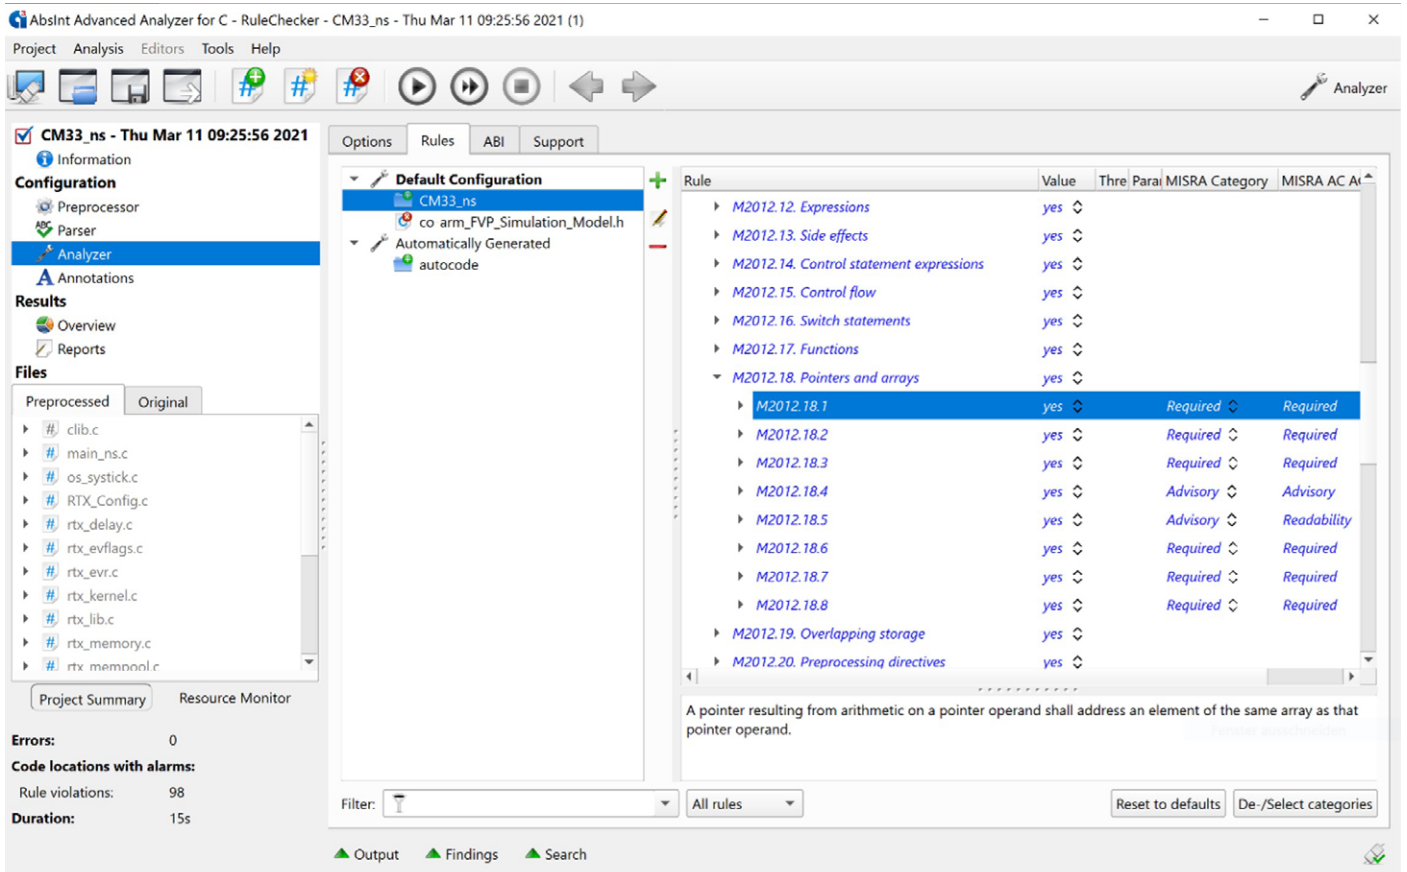 AbsInt Advanced Analyzer for C - RuleChecker - CM33_ns - Thu Mar 11 09:25:56 2021 (1)
Project Analysis Editors Tools Help
Analyzer
CM33_ns - Thu Mar 11 09:25:56 2021
Information
Configuration
Preprocessor
Parser
Analyzer
Annotations
Results
Overview
Reports
Files
Preprocessed Original
clib.c
main_ns.c
os_systick.c
RTX_Config.c
rtx_delay.c
rtx_evflags.c
rtx_evr.c
rtx_kernel.c
rtx_lib.c
rtx_memory.c
rtx_mempool.c
Project Summary Resource Monitor
Errors: 0
Code locations with alarms:
Rule violations: 98
Duration: 15s
Options Rules ABI Support
Default Configuration
CM33_ns
co arm_FVP_Simulation_Model.h
Automatically Generated
autocode
Rule Value Thre Parai MISRA Category MISRA AC A
M2012.12. Expressions yes
M2012.13. Side effects yes
M2012.14. Control statement expressions yes
M2012.15. Control flow yes
M2012.16. Switch statements yes
M2012.17. Functions yes
M2012.18. Pointers and arrays yes
M2012.18.1 yes Required Required
M2012.18.2 yes Required Required
M2012.18.3 yes Required Required
M2012.18.4 yes Advisory Advisory
M2012.18.5 yes Advisory Readability
M2012.18.6 yes Required Required
M2012.18.7 yes Required Required
M2012.18.8 yes Required Required
M2012.19. Overlapping storage yes
M2012.20. Preprocessing directives yes
A pointer resulting from arithmetic on a pointer operand shall address an element of the same array as that
pointer operand.
Filter: All rules Reset to defaults De-/Select categories
Output Findings Search